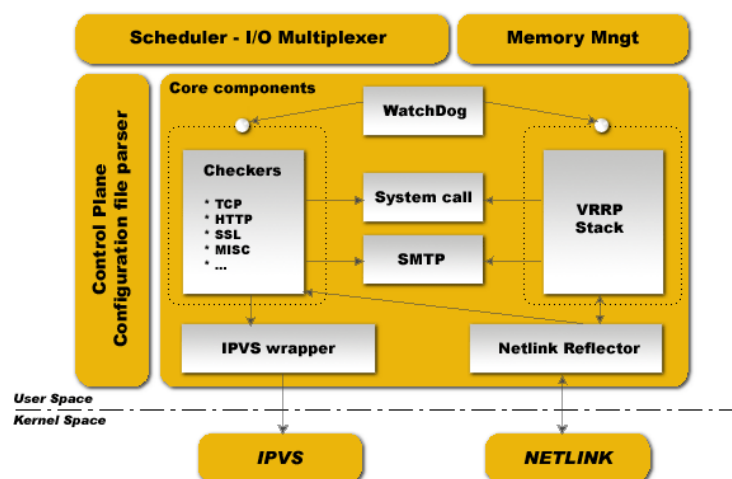 Scheduler - I/O Multiplexer
Memory Mngt
Control Plane
Configuration file parser
Core components
WatchDog
Checkers
* TCP
* HTTP
* SSL
* MISC
* ...
System call
SMTP
VRRP
Stack
IPVS wrapper
Netlink Reflector
User Space
Kernel Space
IPVS
NETLINK